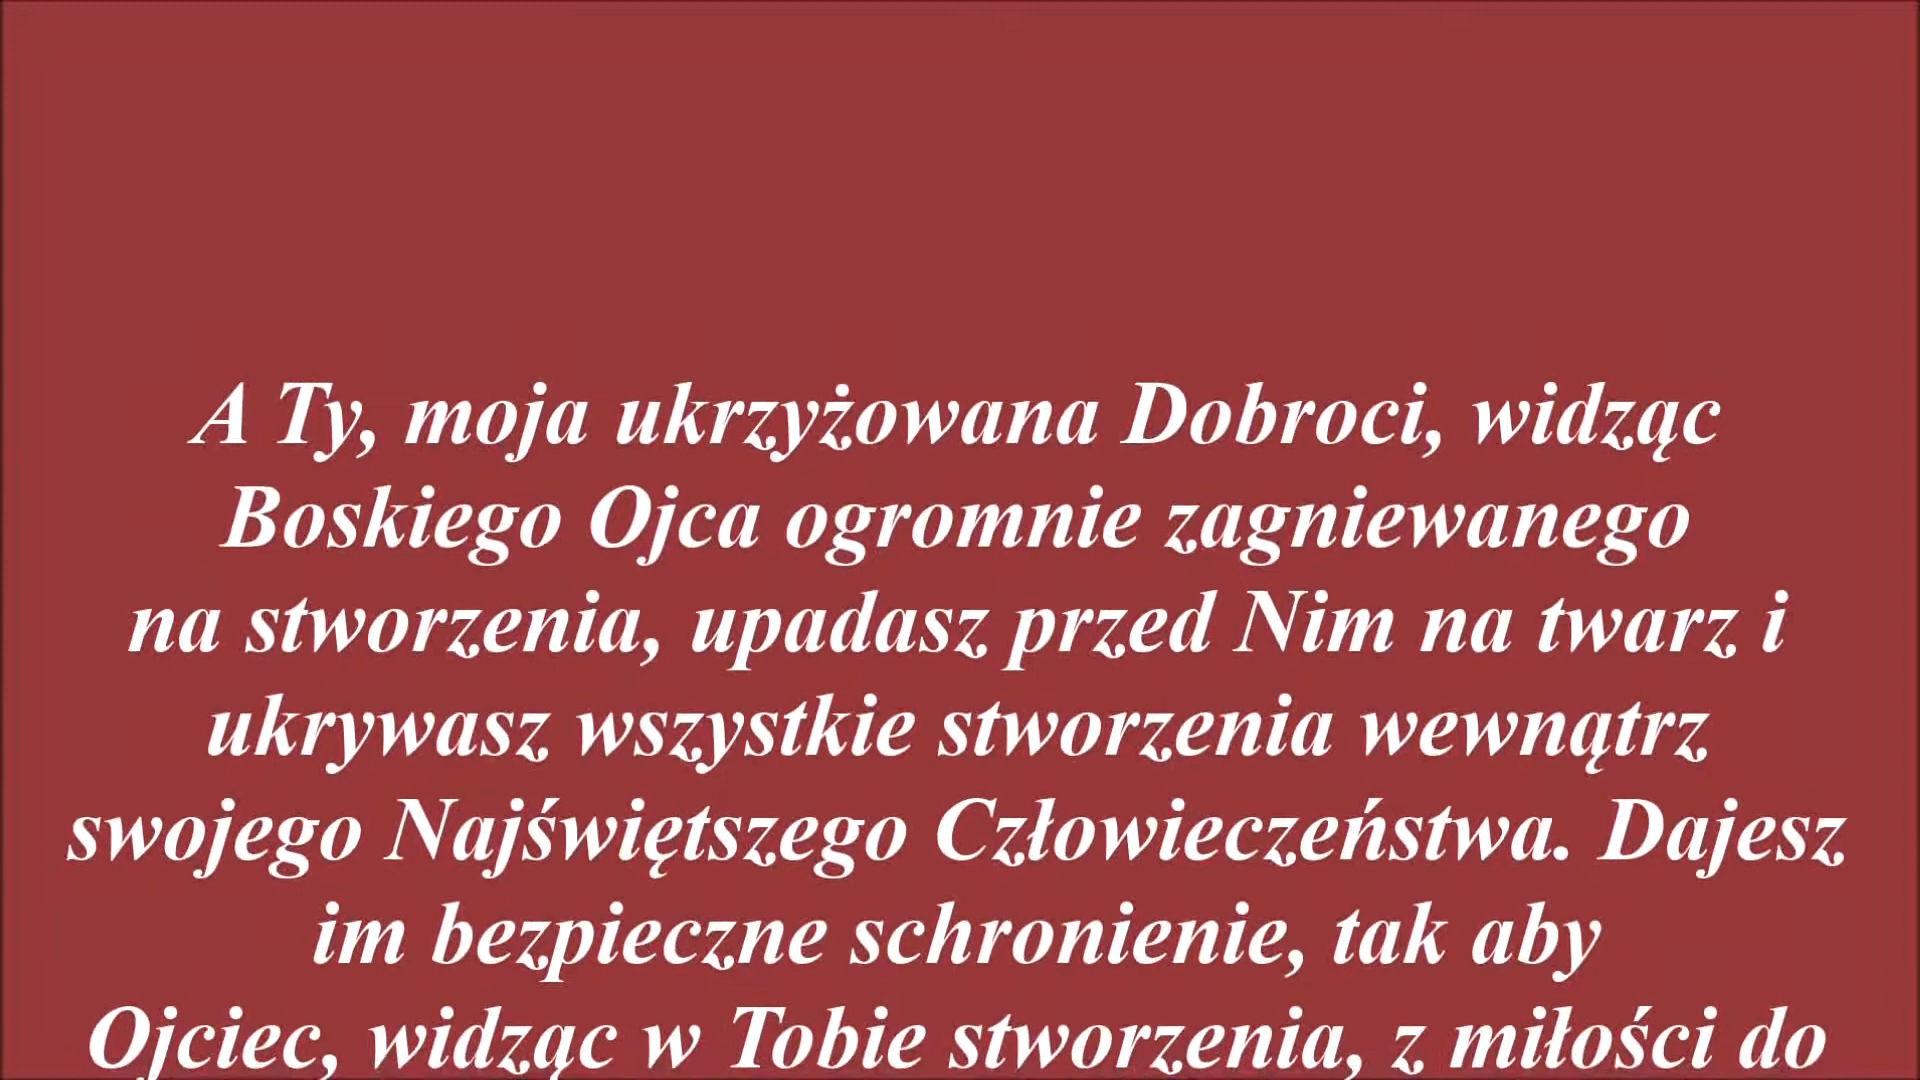 A Ty, moja ukrzyżowana Dobroci, widząc
Boskiego Ojca ogromnie zagniewanego
na stworzenia, upadasz przed Nim na twarz i
ukrywasz wszystkie stworzenia wewnątrz
swojego Najświętszego Człowieczeństwa. Dajesz
im bezpieczne schronienie, tak aby
Ojciec, widząc w Tobie stworzenia, z miłości do